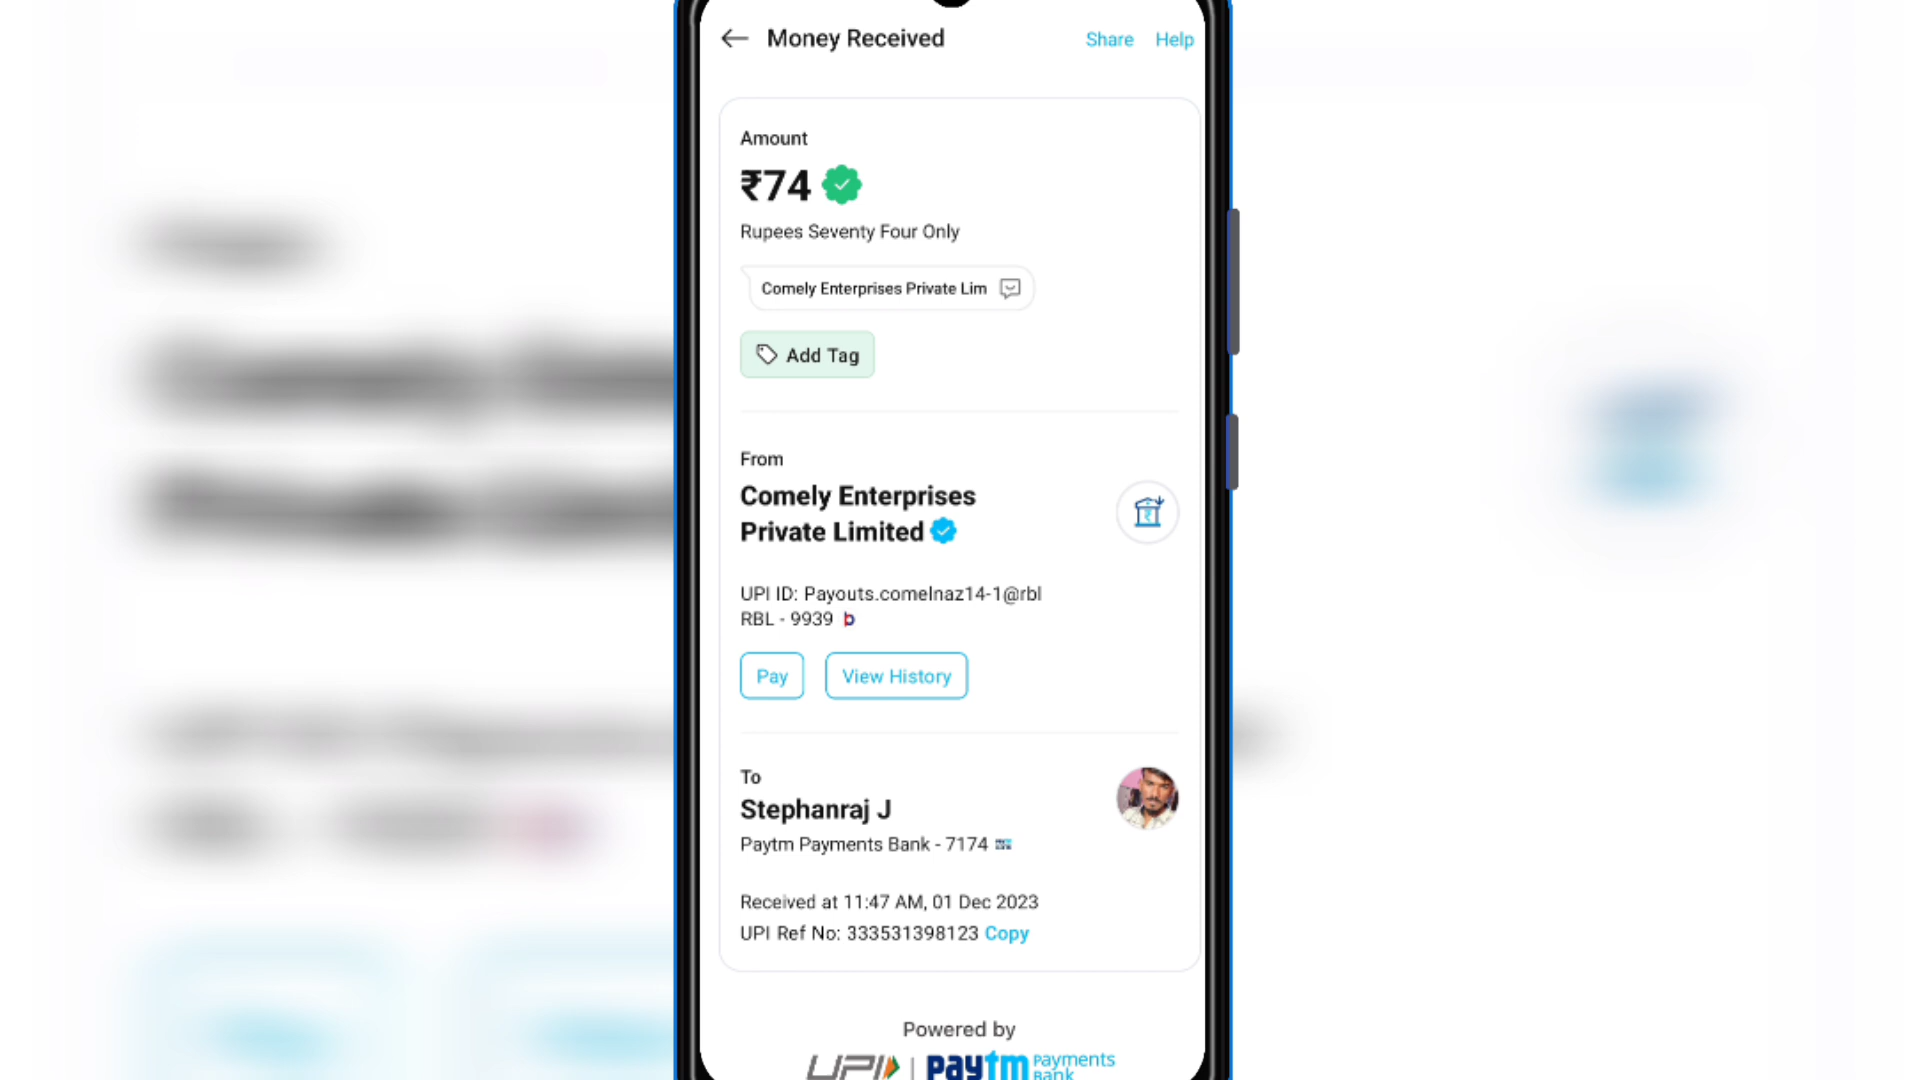 Money Received
Share Help
Amount
₹74
Rupees Seventy Four Only
Comely Enterprises Private Lim
Add Tag
From
Comely Enterprises
Private Limited
UPI ID: Payouts.comelnaz14-1@rbl
RBL - 9939
Pay View History
To
Stephanraj J
Paytm Payments Bank - 7174
Received at 11:47 AM, 01 Dec 2023
UPI Ref No: 333531398123 Copy
Powered by
UPI | paytm Payments Bank